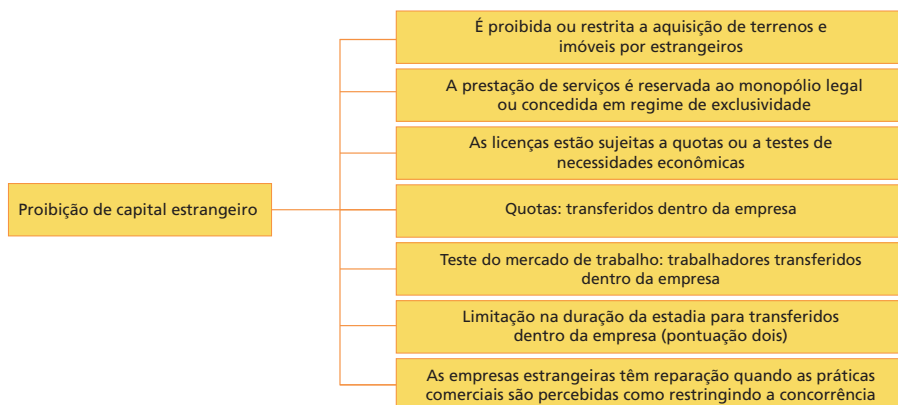 É proibida ou restrita a aquisição de terrenos e
imóveis por estrangeiros
A prestação de serviços é reservada ao monopólio legal
ou concedida em regime de exclusividade
As licenças estão sujeitas a quotas ou a testes de
necessidades econômicas
Proibição de capital estrangeiro
Quotas: transferidos dentro da empresa
Teste do mercado de trabalho: trabalhadores transferidos
dentro da empresa
Limitação na duração da estadia para transferidos
dentro da empresa (pontuação dois)
As empresas estrangeiras têm reparação quando as práticas
comerciais são percebidas como restringindo a concorrência